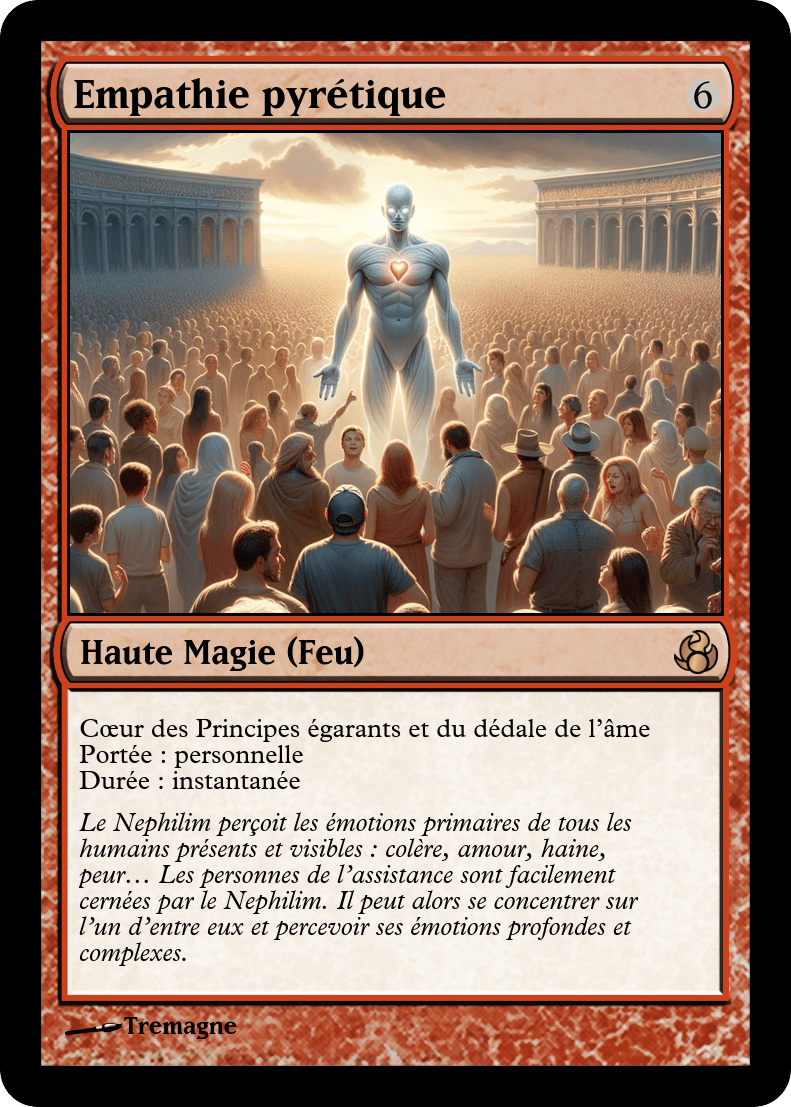 Empathie pyrétique 6
Haute Magie (Feu)
Cœur des Principes égarants et du dédale de l’âme
Portée : personnelle
Durée : instantanée
Le Nephilim perçoit les émotions primaires de tous les
humains présents et visibles : colère, amour, haine,
peur… Les personnes de l’assistance sont facilement
cernées par le Nephilim. Il peut alors se concentrer sur
l’un d’entre eux et percevoir ses émotions profondes et
complexes.
Tremagne